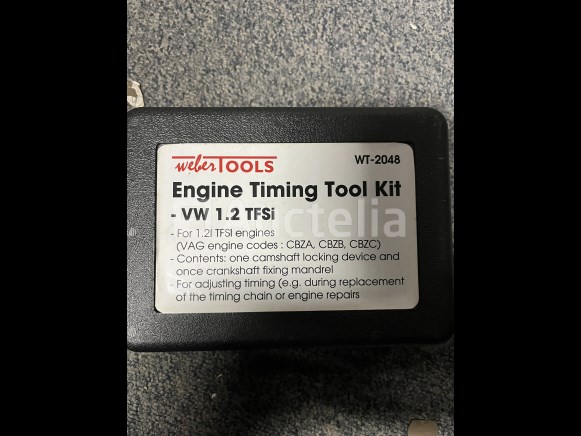 weberTOOLS
WT-2048
Engine Timing Tool Kit
- VW 1.2 TFSi
- For 1.2l TFSI engines
(VAG engine codes : CBZA, CBZB, CBZC)
- Contents: one camshaft locking device and
once crankshaft fixing mandrel
- For adjusting timing (e.g. during replacement
of the timing chain or engine repairs